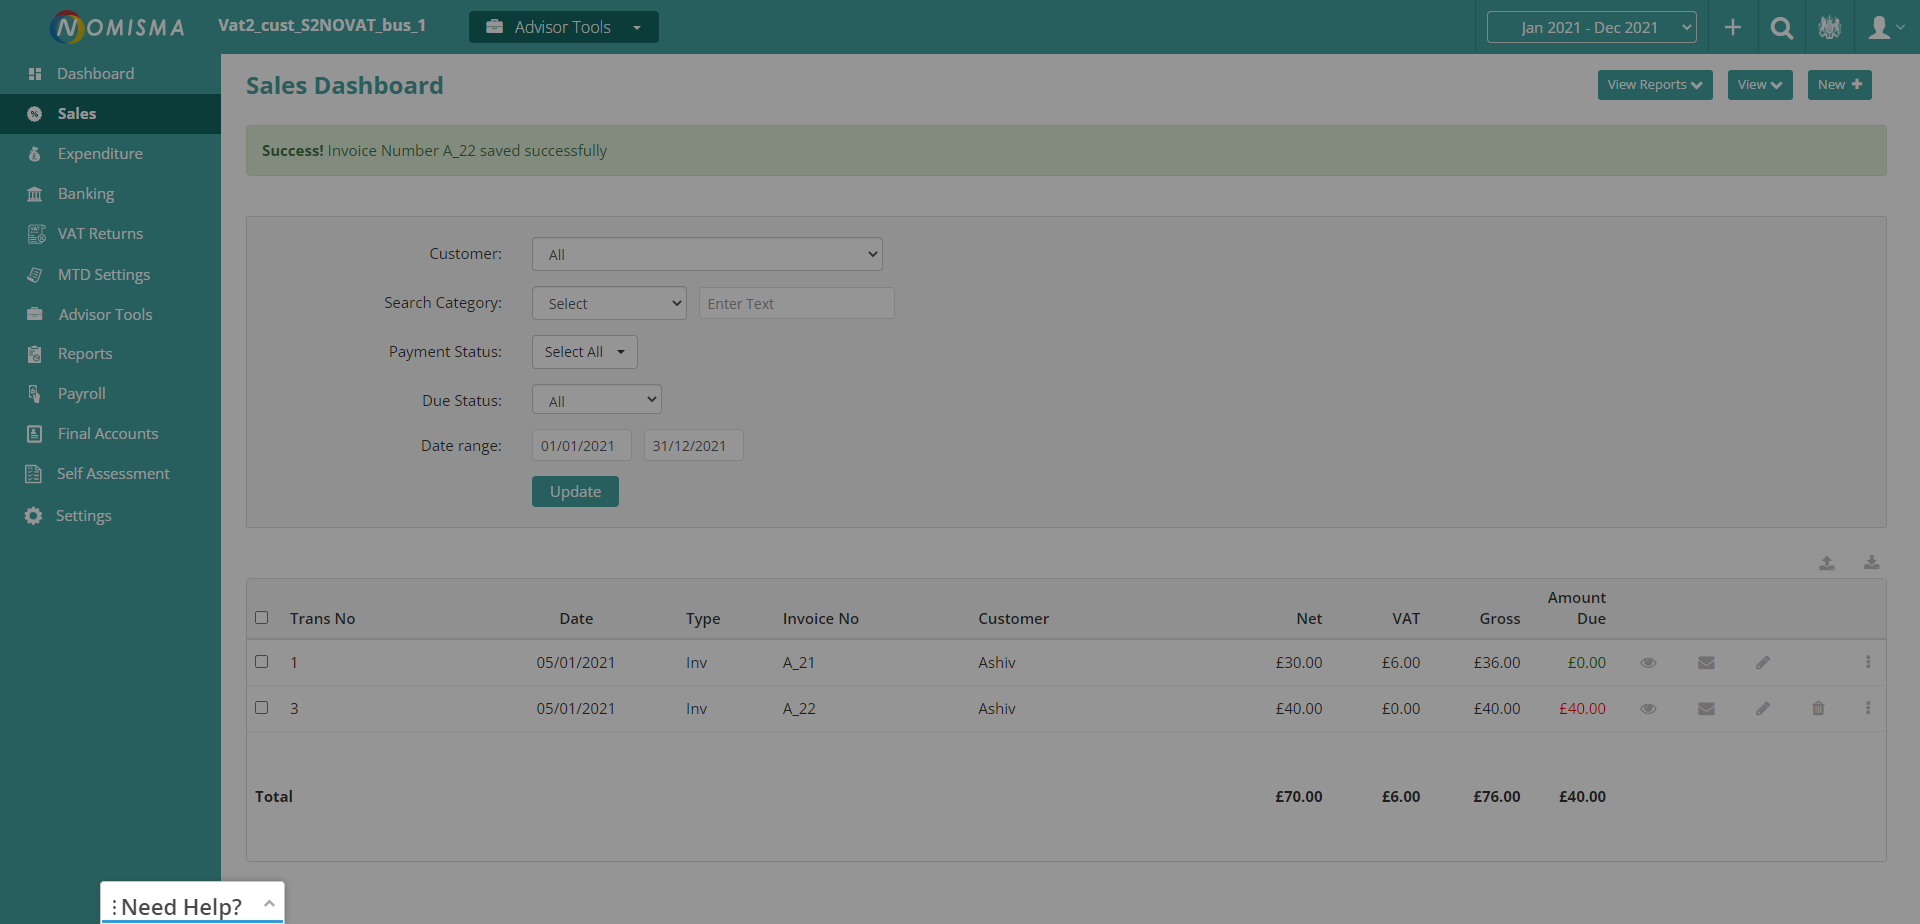 NOMISMA
Vat2_cust_S2NOVAT_bus_1
Advisor Tools
Jan 2021 - Dec 2021
Dashboard
Sales
Expenditure
Banking
VAT Returns
MTD Settings
Advisor Tools
Reports
Payroll
Final Accounts
Self Assessment
Settings
Sales Dashboard
View Reports
View
New
Success! Invoice Number A_22 saved successfully
Customer: All
Search Category: Select Enter Text
Payment Status: Select All
Due Status: All
Date range: 01/01/2021 31/12/2021
Update
Trans No Date Type Invoice No Customer Net VAT Gross Amount Due
1 05/01/2021 Inv A_21 Ashiv £30.00 £6.00 £36.00 £0.00
3 05/01/2021 Inv A_22 Ashiv £40.00 £0.00 £40.00 £40.00
Total £70.00 £6.00 £76.00 £40.00
Need Help?